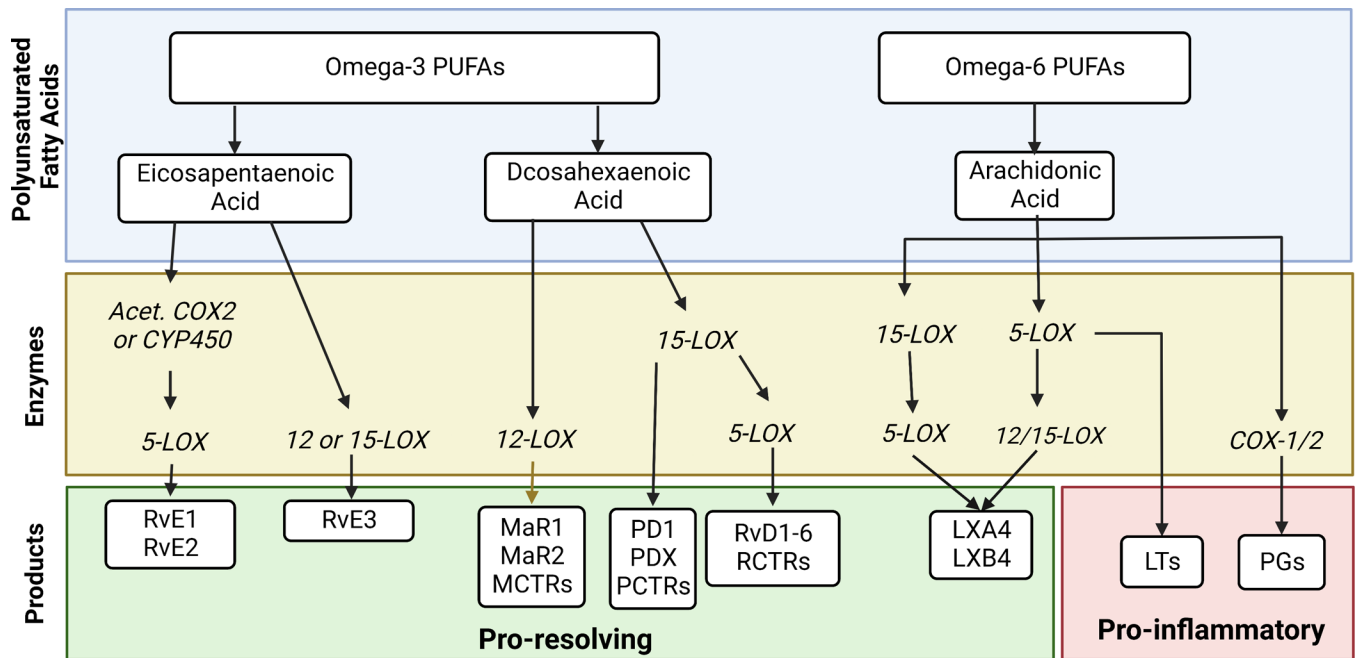 Polyunsaturated
Fatty Acids
Omega-3 PUFAs
Omega-6 PUFAs
Eicosapentaenoic
Acid
Dcosahexaenoic
Acid
Arachidonic
Acid
Enzymes
Acet. COX2
or CYP450
15-LOX
15-LOX
5-LOX
5-LOX
12 or 15-LOX
12-LOX
5-LOX
5-LOX
12/15-LOX
COX-1/2
Products
RvE1
RvE2
RvE3
MaR1
MaR2
MCTRs
PD1
PDX
PCTRs
RvD1-6
RCTRs
LXA4
LXB4
LTs
PGs
Pro-resolving
Pro-inflammatory